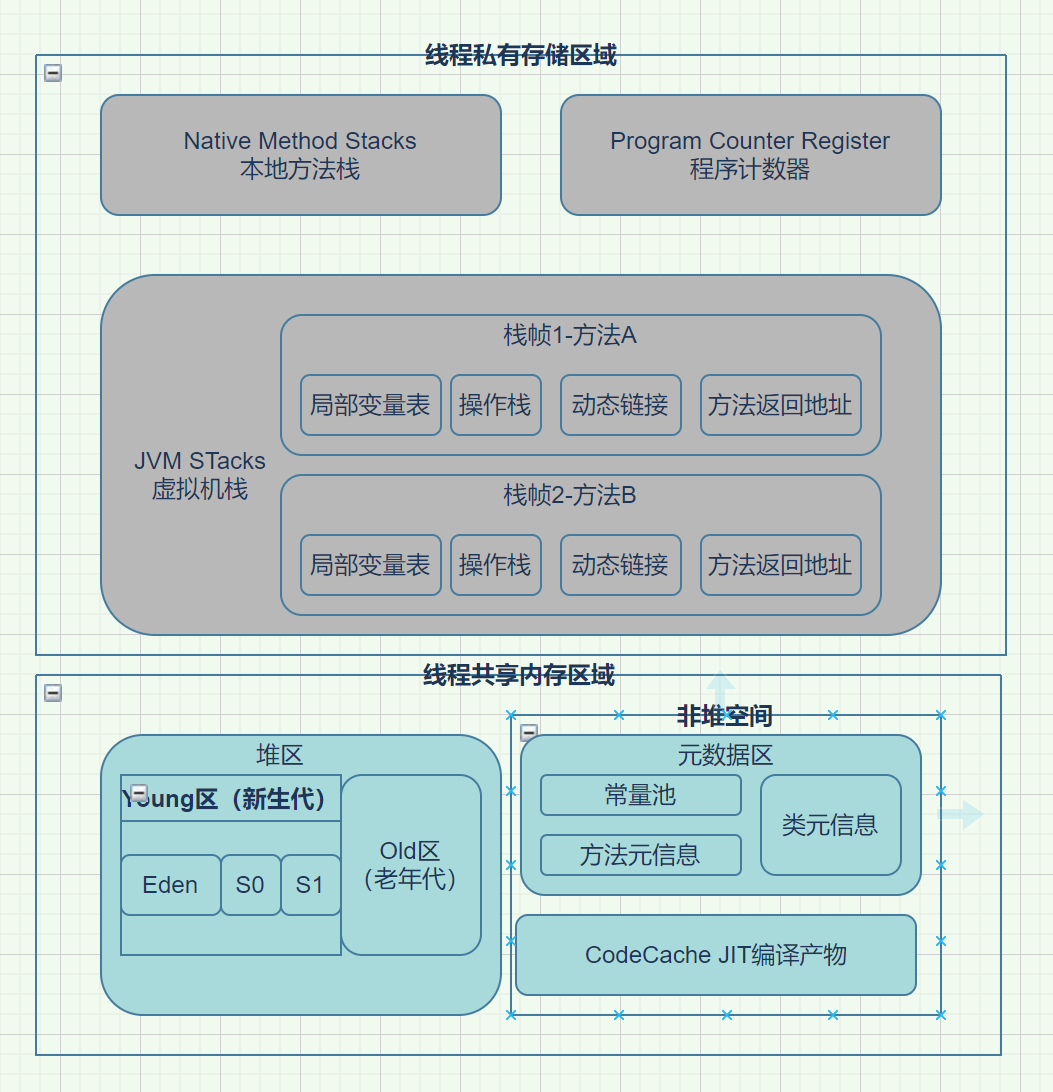 线程私有存储区域
Native Method Stacks
本地方法栈
Program Counter Register
程序计数器
JVM STacks
虚拟机栈
栈帧1-方法A
局部变量表
操作栈
动态链接
方法返回地址
栈帧2-方法B
局部变量表
操作栈
动态链接
方法返回地址
线程共享内存区域
堆区
Young区（新生代）
Eden
S0
S1
Old区
（老年代）
非堆空间
元数据区
常量池
方法元信息
类元信息
CodeCache JIT编译产物